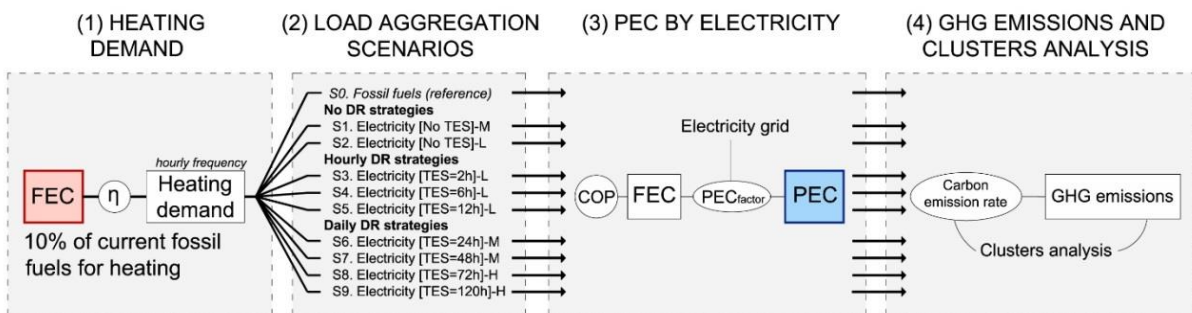 (1) HEATING
DEMAND
(2) LOAD AGGREGATION
SCENARIOS
(3) PEC BY ELECTRICITY
(4) GHG EMISSIONS AND
CLUSTERS ANALYSIS
FEC
η
hourly frequency
Heating
demand
10% of current fossil
fuels for heating
S0. Fossil fuels (reference)
No DR strategies
S1. Electricity [No TES]-M
S2. Electricity [No TES]-L
Hourly DR strategies
S3. Electricity [TES=2h]-L
S4. Electricity [TES=6h]-L
S5. Electricity [TES=12h]-L
Daily DR strategies
S6. Electricity [TES=24h]-M
S7. Electricity [TES=48h]-M
S8. Electricity [TES=72h]-H
S9. Electricity [TES=120h]-H
Electricity grid
COP
FEC
PECfactor
PEC
Carbon
emission rate
GHG emissions
Clusters analysis